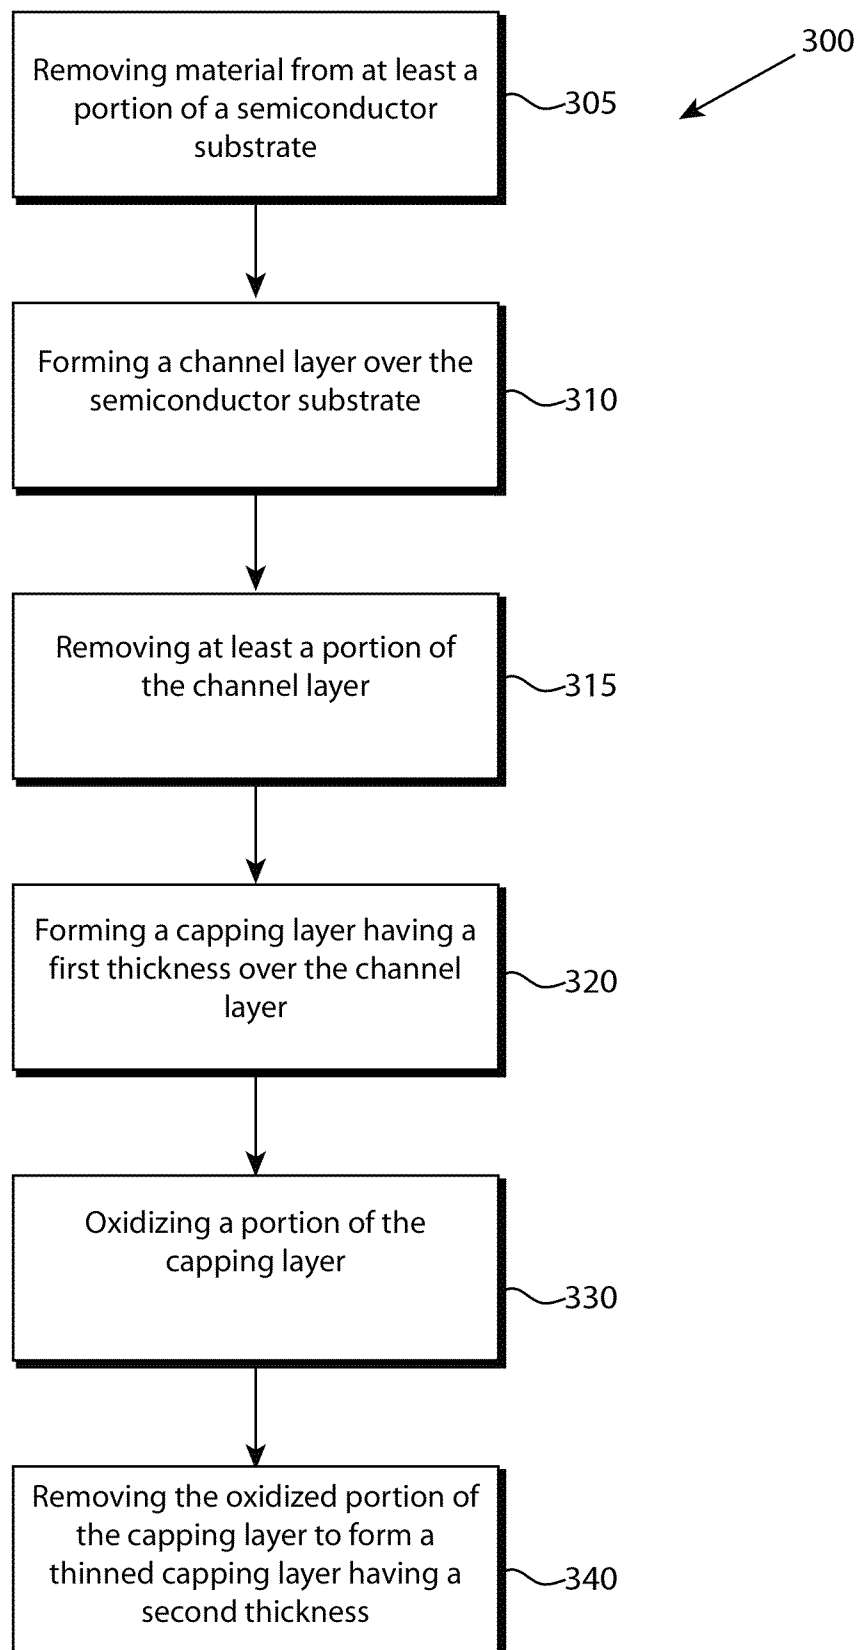 300
Removing material from at least a
portion of a semiconductor
substrate
305
Forming a channel layer over the
semiconductor substrate
310
Removing at least a portion of
the channel layer
315
Forming a capping layer having a
first thickness over the channel
layer
320
Oxidizing a portion of the
capping layer
330
Removing the oxidized portion of
the capping layer to form a
thinned capping layer having a
second thickness
340